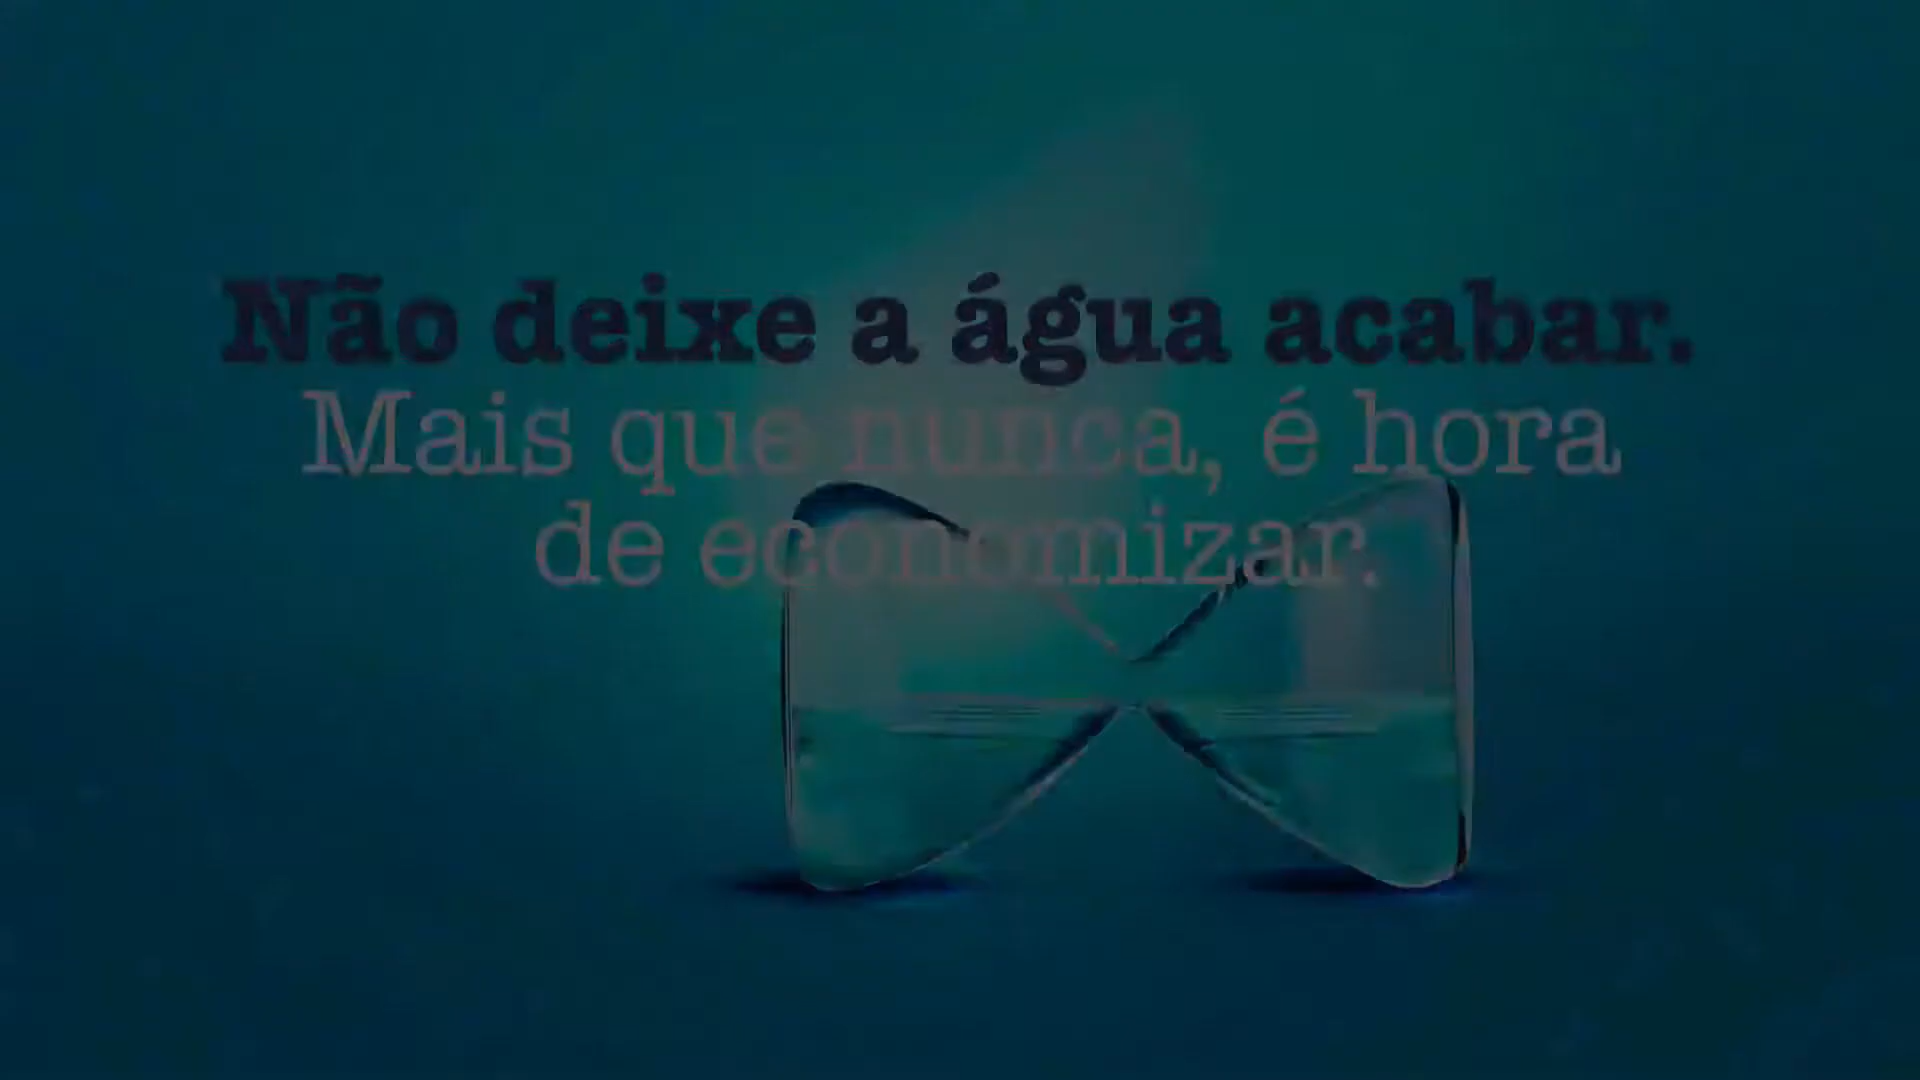 Não deixe a água acabar.
Mais que nunca, é hora
de economizar.